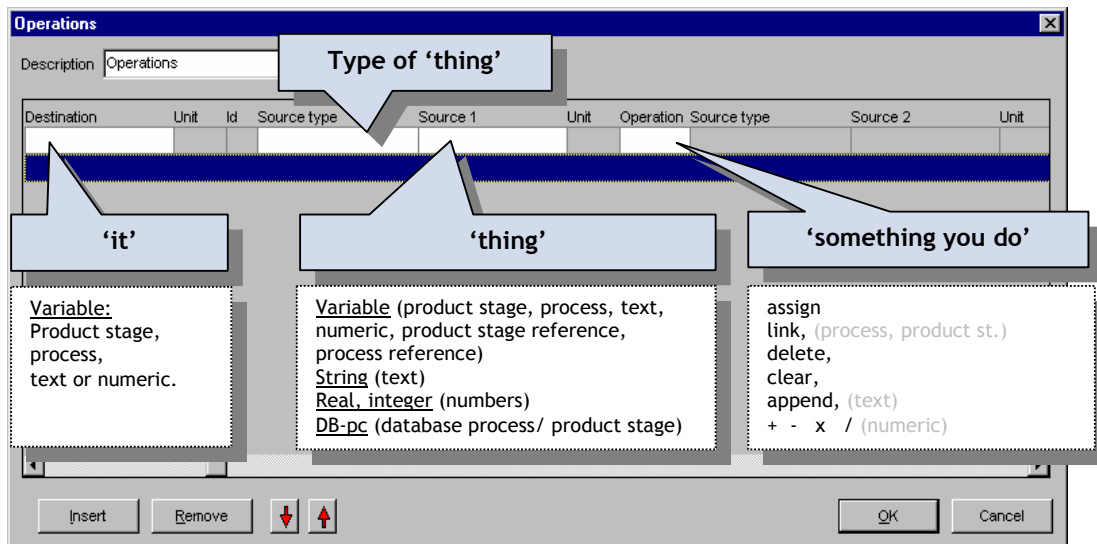 Operations
Description Operations
Type of ‘thing’
Destination Unit Id Source type Source 1 Unit Operation Source type Source 2 Unit
‘it’
‘thing’
‘something you do’
Variable:
Product stage,
process,
text or numeric.
Variable (product stage, process, text,
numeric, product stage reference,
process reference)
String (text)
Real, integer (numbers)
DB-pc (database process/ product stage)
assign
link, (process, product st.)
delete,
clear,
append, (text)
+ - x / (numeric)
Insert Remove OK Cancel